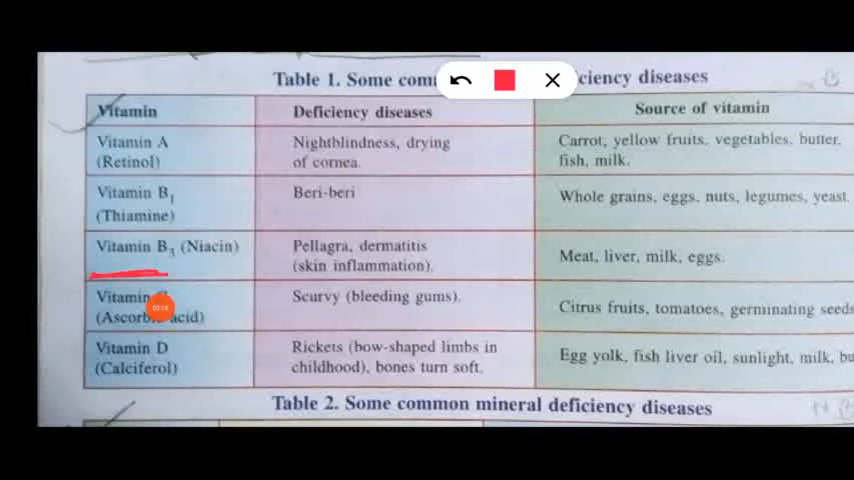 Table 1. Some com ciency diseases
Vitamin
Deficiency diseases
Source of vitamin
Vitamin A
(Retinol)
Nightblindness, drying
of cornea.
Carrot, yellow fruits, vegetables, butter,
fish, milk.
Vitamin B1
(Thiamine)
Beri-beri
Whole grains, eggs, nuts, legumes, yeast.
Vitamin B3 (Niacin)
Pellagra, dermatitis
(skin inflammation).
Meat, liver, milk, eggs.
Vitamin
(Ascorb acid)
Scurvy (bleeding gums).
Citrus fruits, tomatoes, germinating seeds
Vitamin D
(Calciferol)
Rickets (bow-shaped limbs in
childhood), bones turn soft.
Egg yolk, fish liver oil, sunlight, milk, bu
Table 2. Some common mineral deficiency diseases